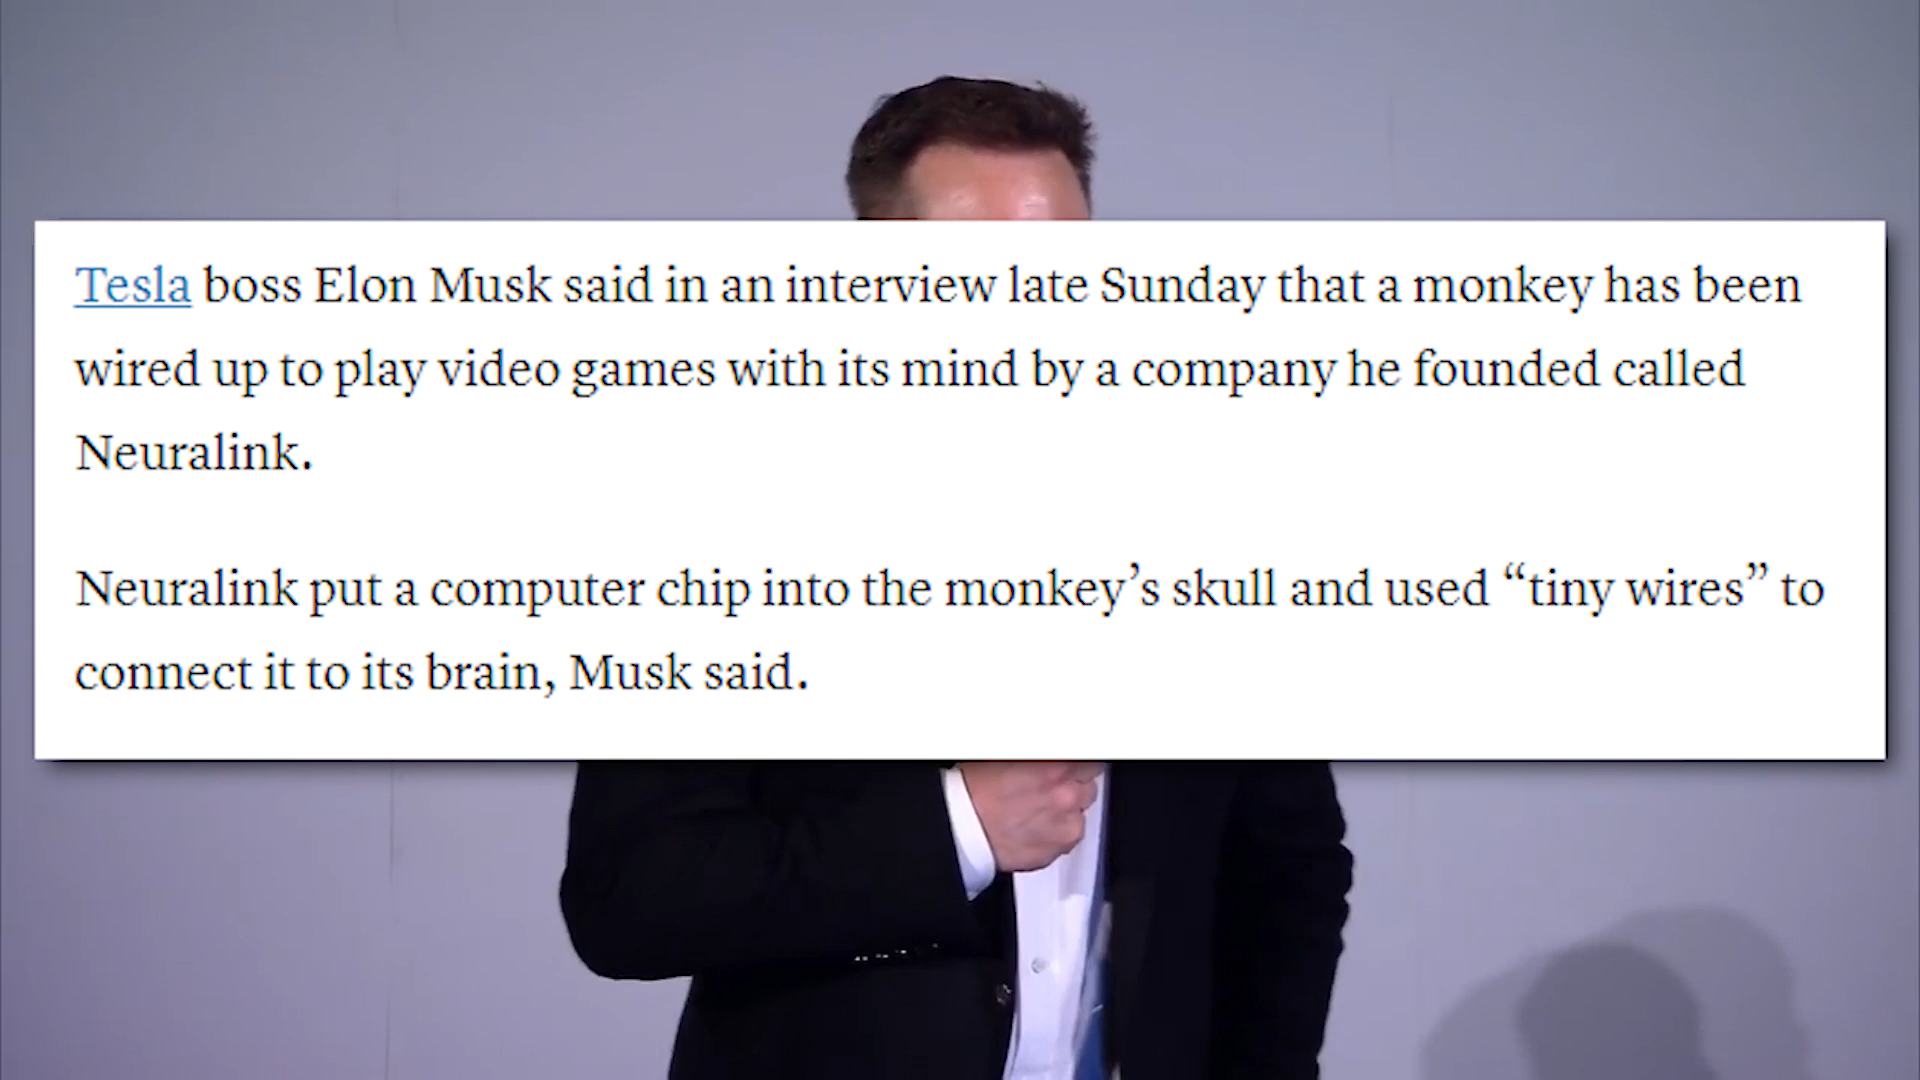 Tesla boss Elon Musk said in an interview late Sunday that a monkey has been
wired up to play video games with its mind by a company he founded called
Neuralink.
Neuralink put a computer chip into the monkey’s skull and used “tiny wires” to
connect it to its brain, Musk said.